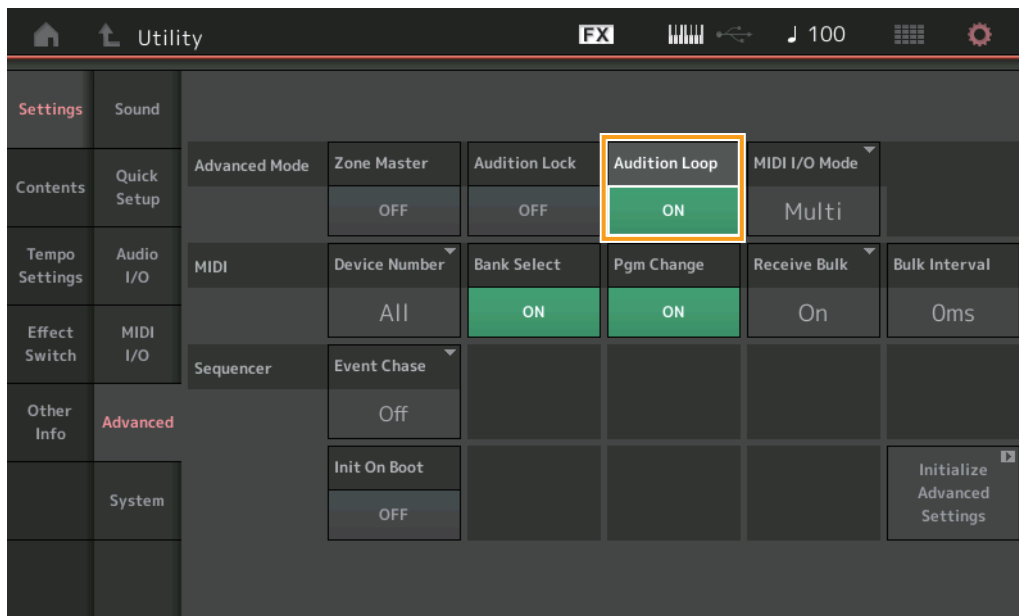 Utility
FX
♩ 100
Settings
Contents
Tempo
Settings
Effect
Switch
Other
Info
Sound
Quick
Setup
Audio
I/O
MIDI
I/O
Advanced
System
Advanced Mode
Zone Master
OFF
Audition Lock
OFF
Audition Loop
ON
MIDI I/O Mode
Multi
MIDI
Device Number
All
Bank Select
ON
Pgm Change
ON
Receive Bulk
On
Bulk Interval
0ms
Sequencer
Event Chase
Off
Init On Boot
OFF
Initialize
Advanced
Settings